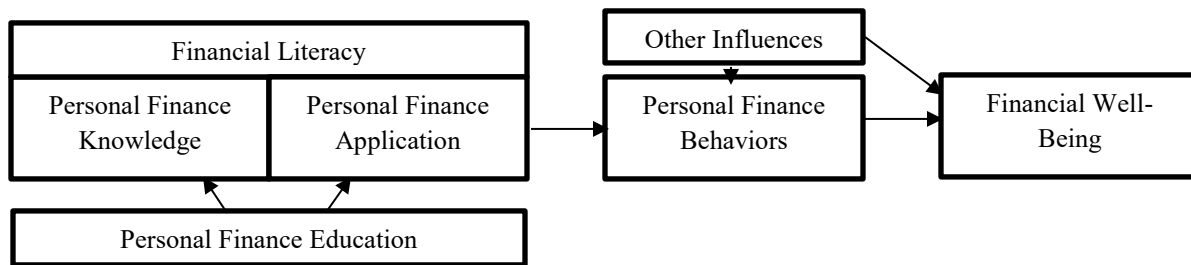 Financial Literacy
Personal Finance
Knowledge
Personal Finance
Application
Personal Finance Education
Other Influences
Personal Finance
Behaviors
Financial Well-
Being